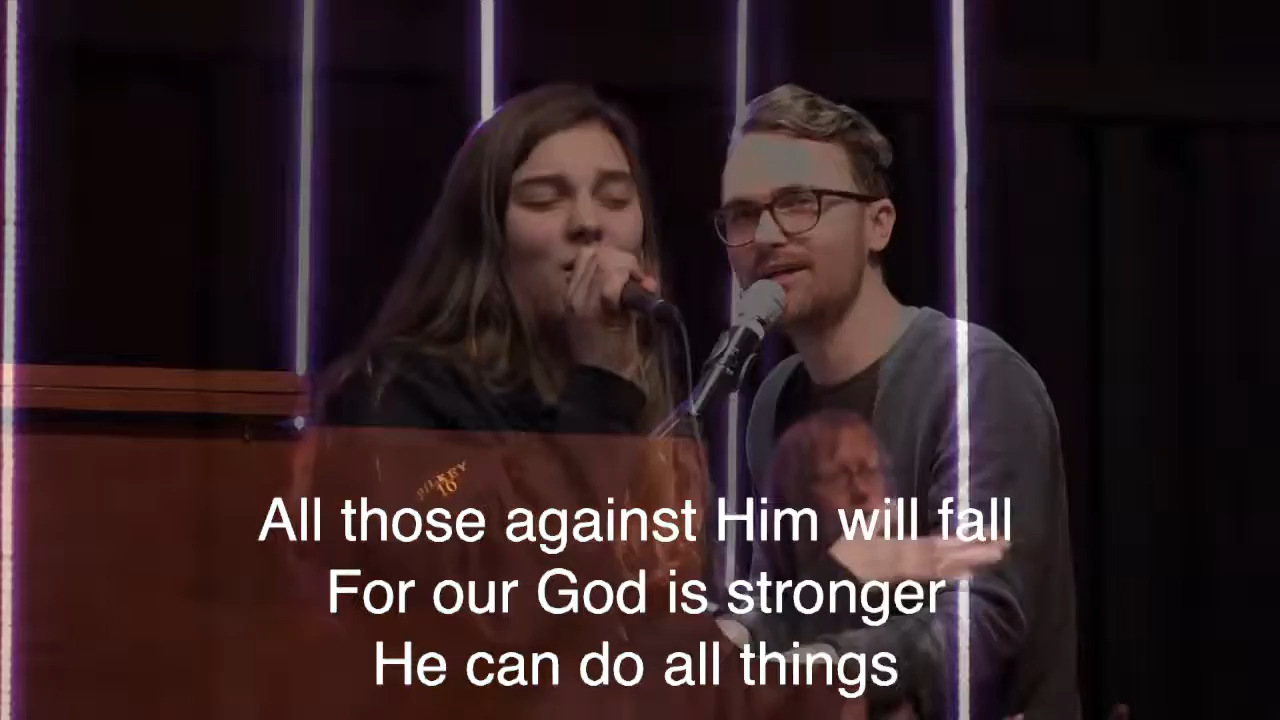 All those against Him will fall
For our God is stronger
He can do all things